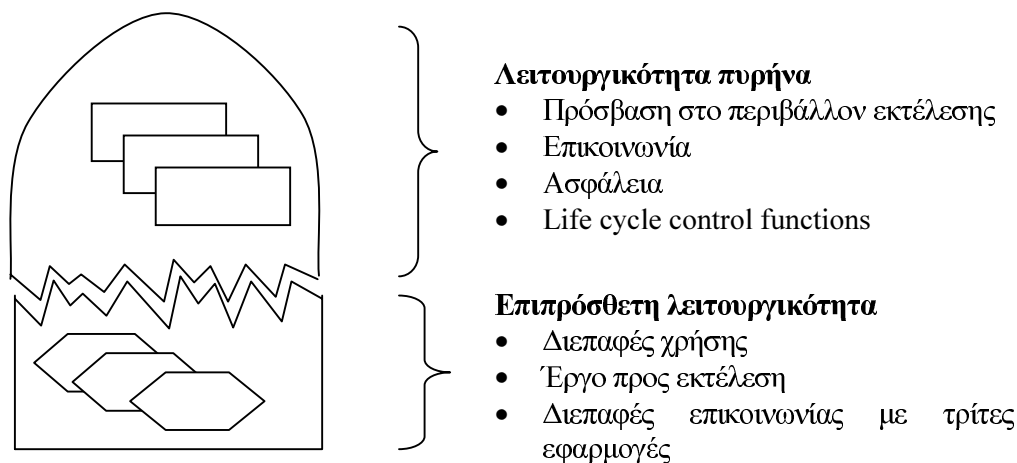 Λειτουργικότητα πυρήνα
• Πρόσβαση στο περιβάλλον εκτέλεσης
• Επικοινωνία
• Ασφάλεια
• Life cycle control functions
Επιπρόσθετη λειτουργικότητα
• Διεπαφές χρήσης
• Έργο προς εκτέλεση
• Διεπαφές επικοινωνίας με τρίτες
εφαρμογές